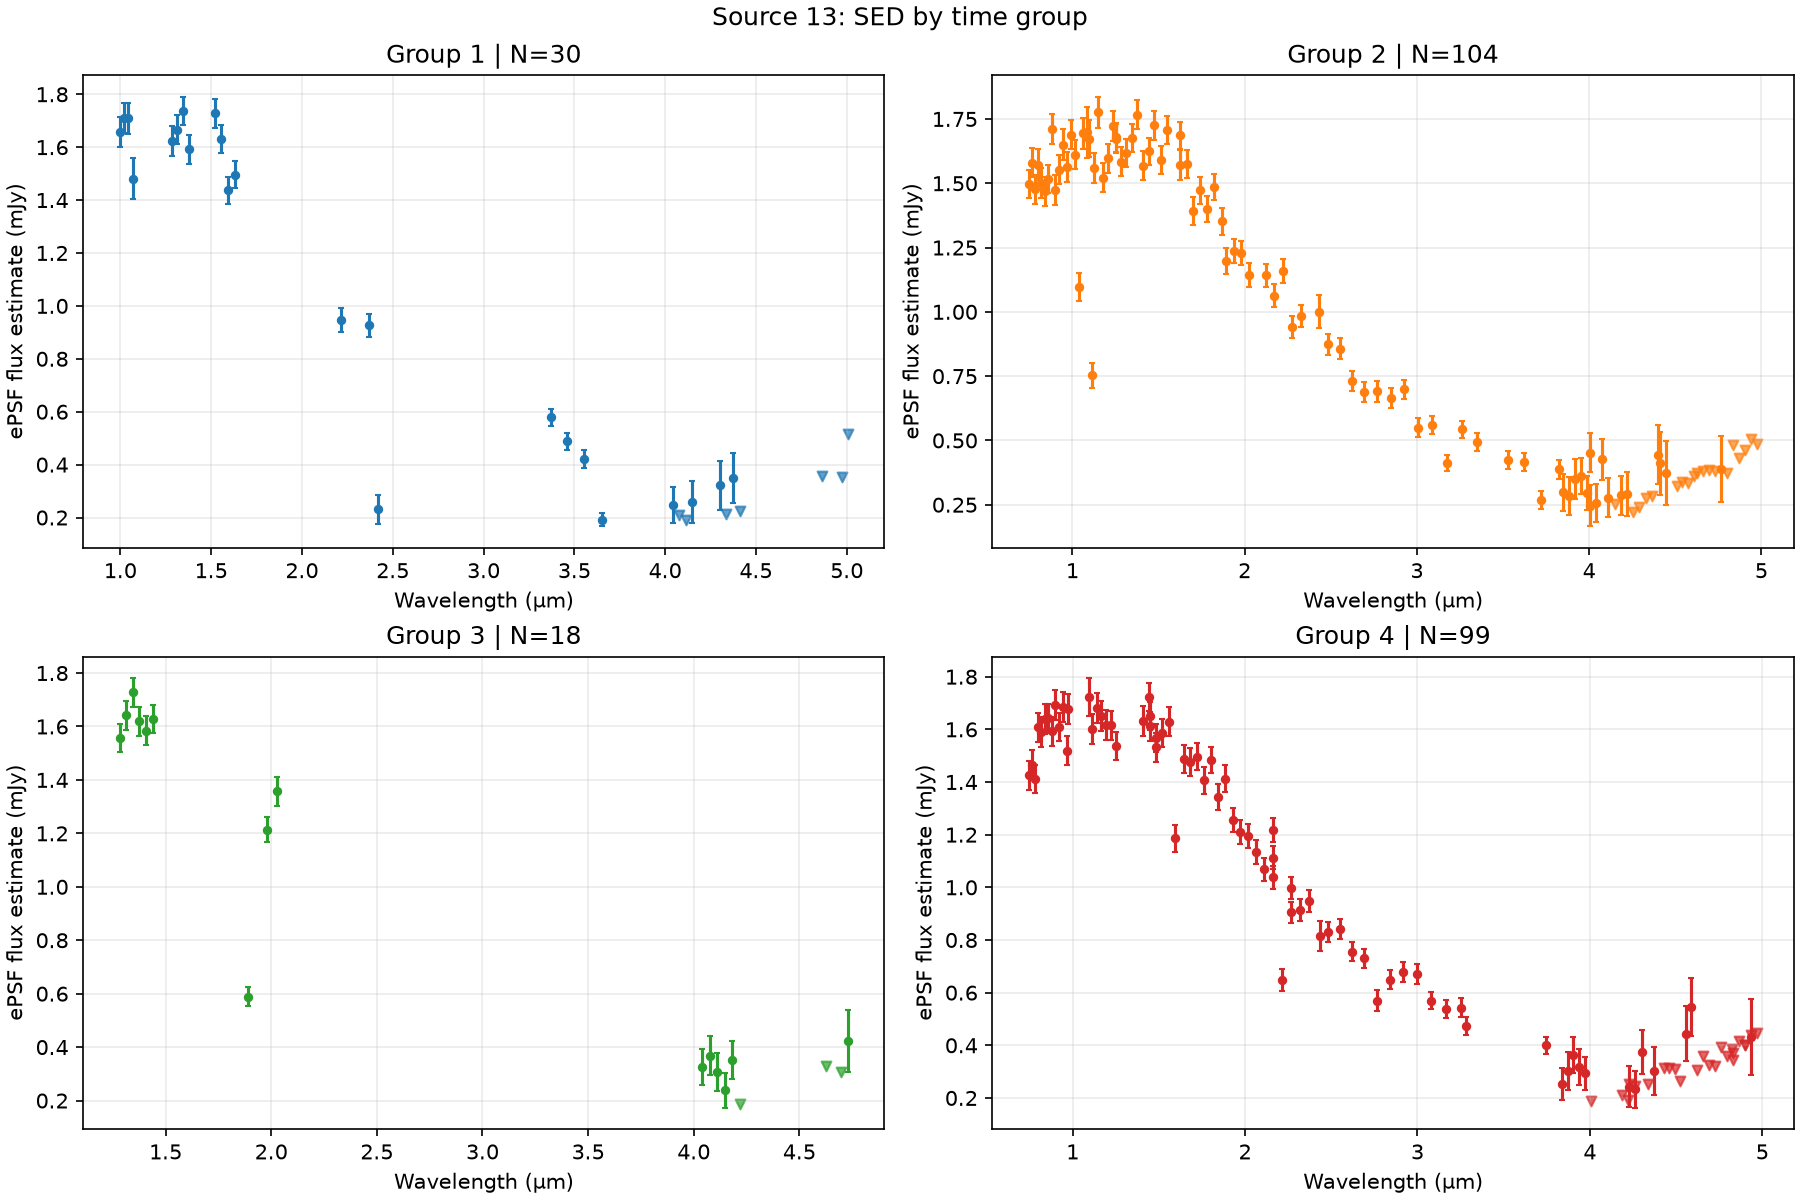 Source 13: SED by time group
Group 1 | N=30
ePSF flux estimate (mJy)
1.8
1.6
1.4
1.2
1.0
0.8
0.6
0.4
0.2
1.0 1.5 2.0 2.5 3.0 3.5 4.0 4.5 5.0
Wavelength (µm)
Group 2 | N=104
ePSF flux estimate (mJy)
1.75
1.50
1.25
1.00
0.75
0.50
0.25
1 2 3 4 5
Wavelength (µm)
Group 3 | N=18
ePSF flux estimate (mJy)
1.8
1.6
1.4
1.2
1.0
0.8
0.6
0.4
0.2
1.5 2.0 2.5 3.0 3.5 4.0 4.5
Wavelength (µm)
Group 4 | N=99
ePSF flux estimate (mJy)
1.8
1.6
1.4
1.2
1.0
0.8
0.6
0.4
0.2
1 2 3 4 5
Wavelength (µm)